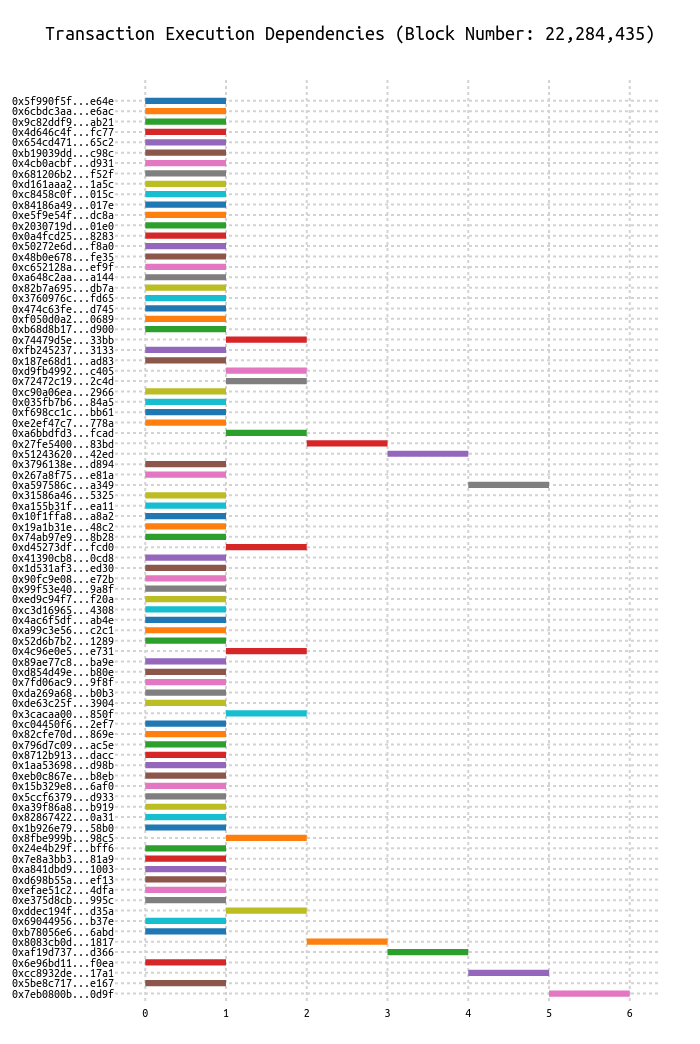 Transaction Execution Dependencies (Block Number: 22,284,435)
0x5f990f5f...e64e
0x6cbdc3aa...e6ac
0x9c82ddf9...ab21
0x4d646c4f...fc77
0x654cd471...65c2
0xb19039dd...c98c
0x4cb0acbf...d931
0x681206b2...f52f
0xd161aaa2...1a5c
0xc8458c0f...015c
0x84186a49...017e
0xe5f9e54f...dc8a
0x2030719d...01e0
0x0a4fcd25...8283
0x50272e6d...f8a0
0x48b0e678...fe35
0xc652128a...ef9f
0xa648c2aa...a144
0x82b7a695...db7a
0x3760976c...fd65
0x474c63fe...d745
0xf050d0a2...0689
0xb68d8b17...d900
0x74479d5e...33bb
0xfb245237...3133
0x187e68d1...ad83
0xd9fb4992...c405
0x72472c19...2c4d
0xc90a06ea...2966
0x035fb7b6...84a5
0xf698cc1c...bb61
0xe2ef47c7...778a
0xa6bbdfd3...fcad
0x27fe5400...83bd
0x51243620...42ed
0x3796138e...d894
0x267a8f75...e81a
0xa597586c...a349
0x31586a46...5325
0xa155b31f...ea11
0x10f1ffa8...a8a2
0x19a1b31e...48c2
0x74ab97e9...8b28
0xd45273df...fcd0
0x41390cb8...0cd8
0x1d531af3...ed30
0x90fc9e08...e72b
0x99f53e40...9a8f
0xed9c94f7...f20a
0xc3d16965...4308
0x4ac6f5df...ab4e
0xa99c3e56...c2c1
0x52d6b7b2...1289
0x4c96e0e5...e731
0x89ae77c8...ba9e
0xd854d49e...b80e
0x7fd06ac9...9f8f
0xda269a68...b0b3
0xde63c25f...3904
0x3cacaa00...850f
0xc04450f6...2ef7
0x82cfe70d...869e
0x796d7c09...ac5e
0x8712b913...dacc
0x1aa53698...d98b
0xeb0c867e...b8eb
0x15b329e8...6af0
0x5ccf6379...d933
0xa39f86a8...b919
0x82867422...0a31
0x1b926e79...58b0
0x8fbe999b...98c5
0x24e4b29f...bff6
0x7e8a3bb3...81a9
0xa841dbd9...1003
0xd698b55a...ef13
0xefae51c2...4dfa
0xe375d8cb...995c
0xddec194f...d35a
0x69044956...b37e
0xb78056e6...6abd
0x8083cb0d...1817
0xaf19d737...d366
0x6e96bd11...f0ea
0xcc8932de...17a1
0x5be8c717...e167
0x7eb0800b...0d9f
0 1 2 3 4 5 6